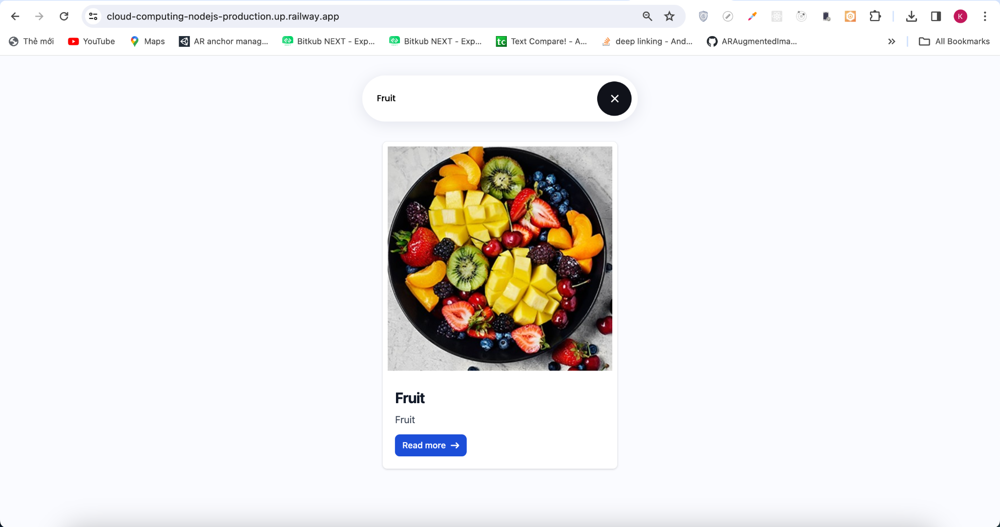 cloud-computing-nodejs-production.up.railway.app
K
Thẻ mới
YouTube
Maps
AR anchor manag...
Bitkub NEXT - Exp...
Bitkub NEXT - Exp...
tc
Text Compare! - A...
deep linking - And...
ARAugmentedIma...
All Bookmarks
Fruit
Fruit
Fruit
Read more